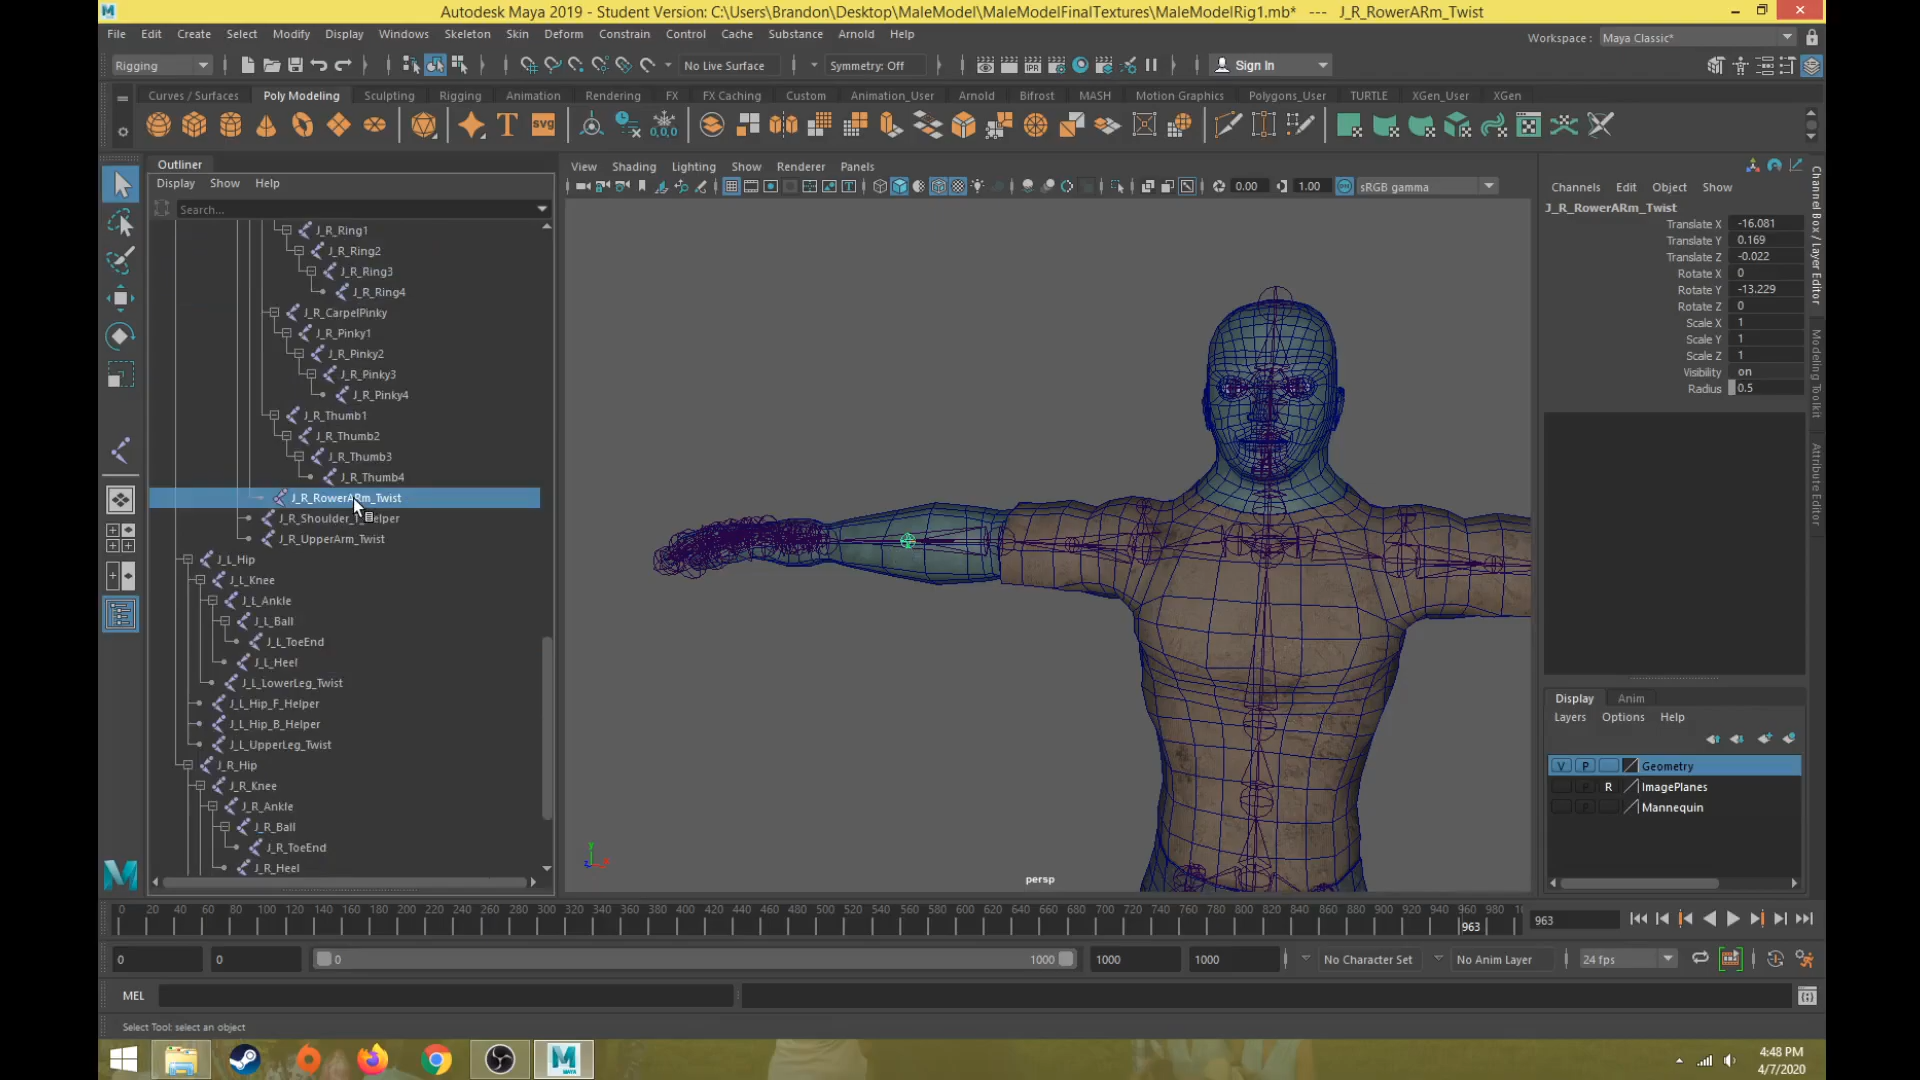 Autodesk Maya 2019 - Student Version: C:\Users\Brandon\Desktop\MaleModel\MaleModelFinalTextures\MaleModelRig1.mb* --- J_R_RowerARm_Twist
File Edit Create Select Modify Display Windows Skeleton Skin Deform Constrain Control Cache Substance Arnold Help
Workspace : Maya Classic*
Rigging No Live Surface Symmetry: Off Sign In
Curves / Surfaces Poly Modeling Sculpting Rigging Animation Rendering FX FX Caching Custom Animation_User Arnold Bifrost MASH Motion Graphics Polygons_User TURTLE XGen_User XGen
T SVG 0,0,0
Outliner
Display Show Help
Search...
J_R_Ring1
J_R_Ring2
J_R_Ring3
J_R_Ring4
J_R_CarpelPinky
J_R_Pinky1
J_R_Pinky2
J_R_Pinky3
J_R_Pinky4
J_R_Thumb1
J_R_Thumb2
J_R_Thumb3
J_R_Thumb4
J_R_RowerARm_Twist
J_R_UpperArm_Twist
J_L_Hip
J_L_Knee
J_L_Ankle
J_L_Ball
J_L_ToeEnd
J_L_Heel
J_L_LowerLeg_Twist
J_L_Hip_F_Helper
J_L_Hip_B_Helper
J_L_UpperLeg_Twist
J_R_Hip
J_R_Knee
J_R_Ankle
J_R_Ball
J_R_ToeEnd
J_R_Heel
View Shading Lighting Show Renderer Panels
0.00 1.00 sRGB gamma
persp
Channels Edit Object Show
J_R_RowerARm_Twist
Translate X -16.081
Translate Y 0.169
Translate Z -0.022
Rotate X 0
Rotate Y -13.229
Rotate Z 0
Scale X 1
Scale Y 1
Scale Z 1
Visibility on
Radius 0.5
Channel Box / Layer Editor
Modeling Toolkit
Attribute Editor
Display Anim
Layers Options Help
V P Geometry
R ImagePlanes
Mannequin
0 20 40 60 80 100 120 140 160 180 200 220 240 260 280 300 320 340 360 380 400 420 440 460 480 500 520 540 560 580 600 620 640 660 680 700 720 740 760 780 800 820 840 860 880 900 920 940 960 980
963
963
0 0 0 1000 1000 1000 No Character Set No Anim Layer 24 fps
MEL
Select Tool: select an object
4:48 PM
4/7/2020